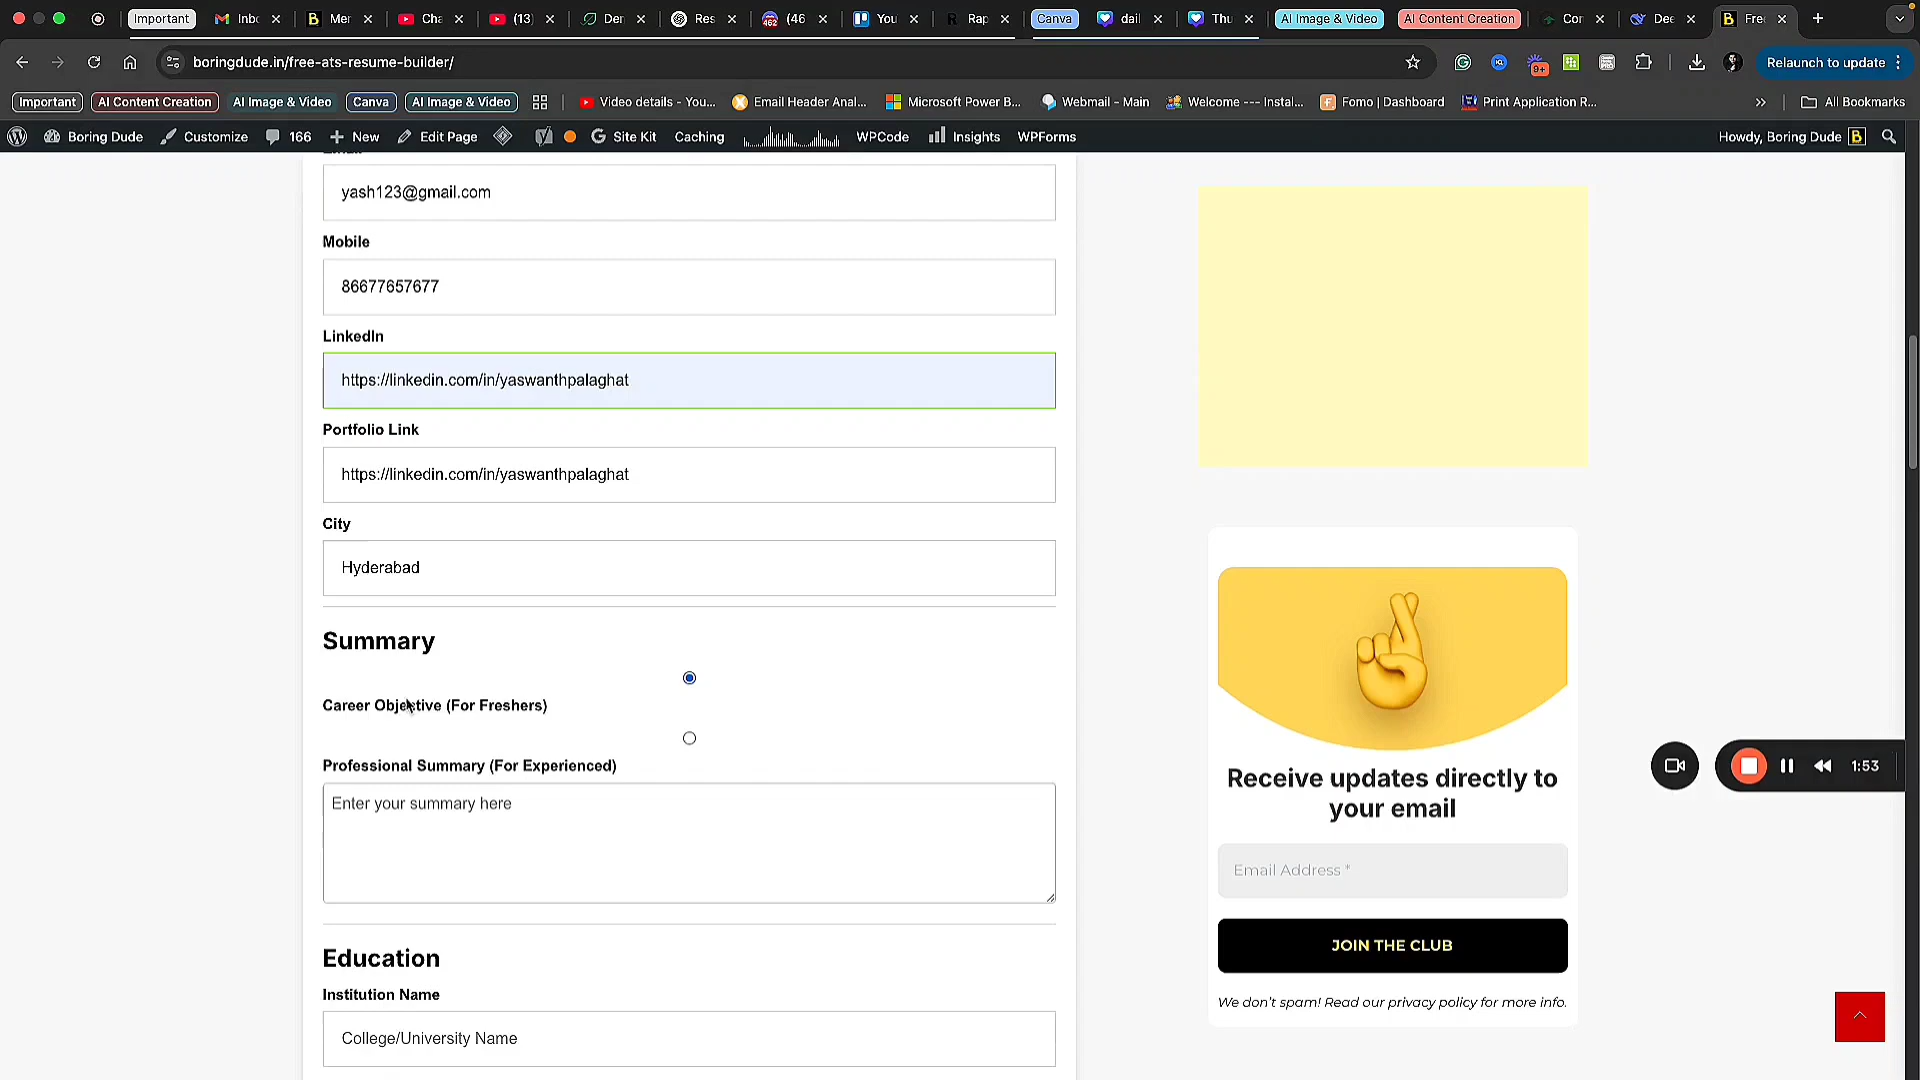 Important
Inbo
Mer
Cha
(13)
Der
Res
462
(46
You
Rap
Canva
dail
Thu
AI Image & Video
AI Content Creation
Cor
Dee
Fre
boringdude.in/free-ats-resume-builder/
9+
Relaunch to update
Important
AI Content Creation
AI Image & Video
Canva
AI Image & Video
Video details - You...
Email Header Anal...
Microsoft Power B...
Webmail - Main
Welcome --- Instal...
Fomo | Dashboard
Print Application R...
All Bookmarks
Boring Dude
Customize
166
New
Edit Page
Site Kit
Caching
WPCode
Insights
WPForms
Howdy, Boring Dude
yash123@gmail.com
Mobile
86677657677
LinkedIn
https://linkedin.com/in/yaswanthpalaghat
Portfolio Link
https://linkedin.com/in/yaswanthpalaghat
City
Hyderabad
Summary
Career Objective (For Freshers)
Professional Summary (For Experienced)
Enter your summary here
Education
Institution Name
College/University Name
Receive updates directly to
your email
Email Address *
JOIN THE CLUB
We don't spam! Read our privacy policy for more info.
1:53